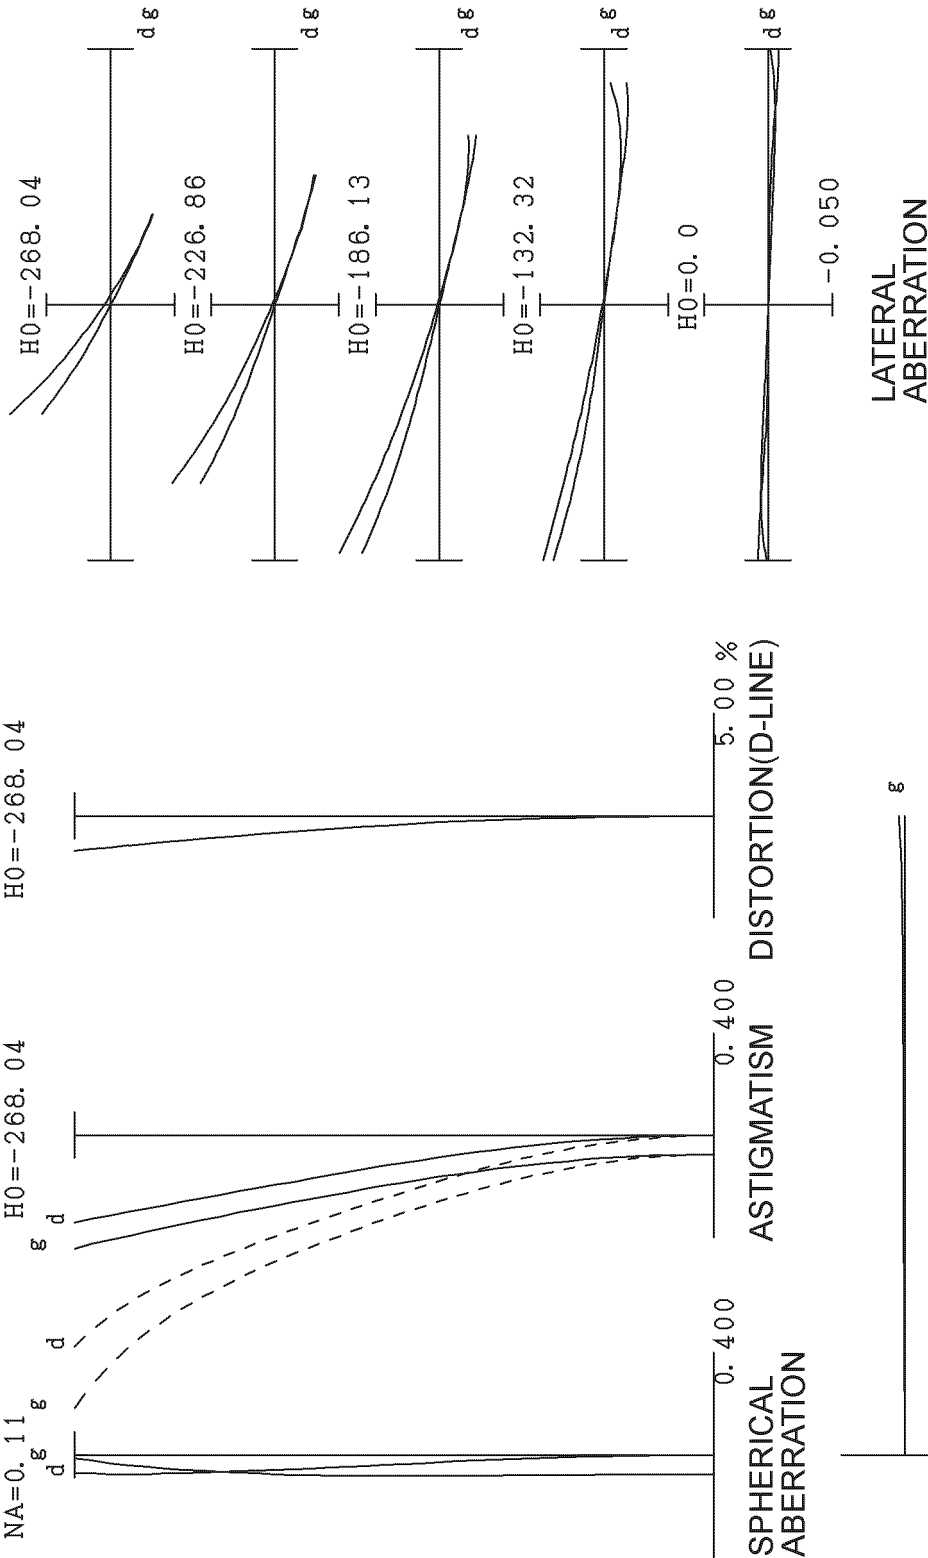 NA=0. 11
d g
0. 400
SPHERICAL
ABERRATION
H0=-268. 04
g d
g d
0. 400
ASTIGMATISM
H0=-268. 04
5. 00 %
DISTORTION(D-LINE)
g
H0=-268. 04
d g
H0=-226. 86
d g
H0=-186. 13
d g
H0=-132. 32
d g
H0=0. 0
d g
-0. 050
LATERAL
ABERRATION